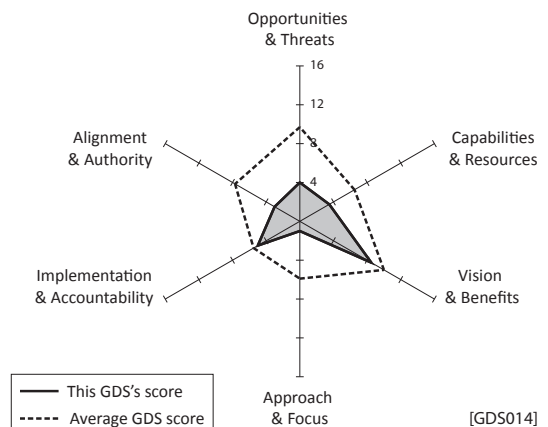 Opportunities
& Threats
16
12
8
4
Alignment
& Authority
Capabilities
& Resources
Implementation
& Accountability
Vision
& Benefits
Approach
& Focus
This GDS's score
Average GDS score
[GDS014]